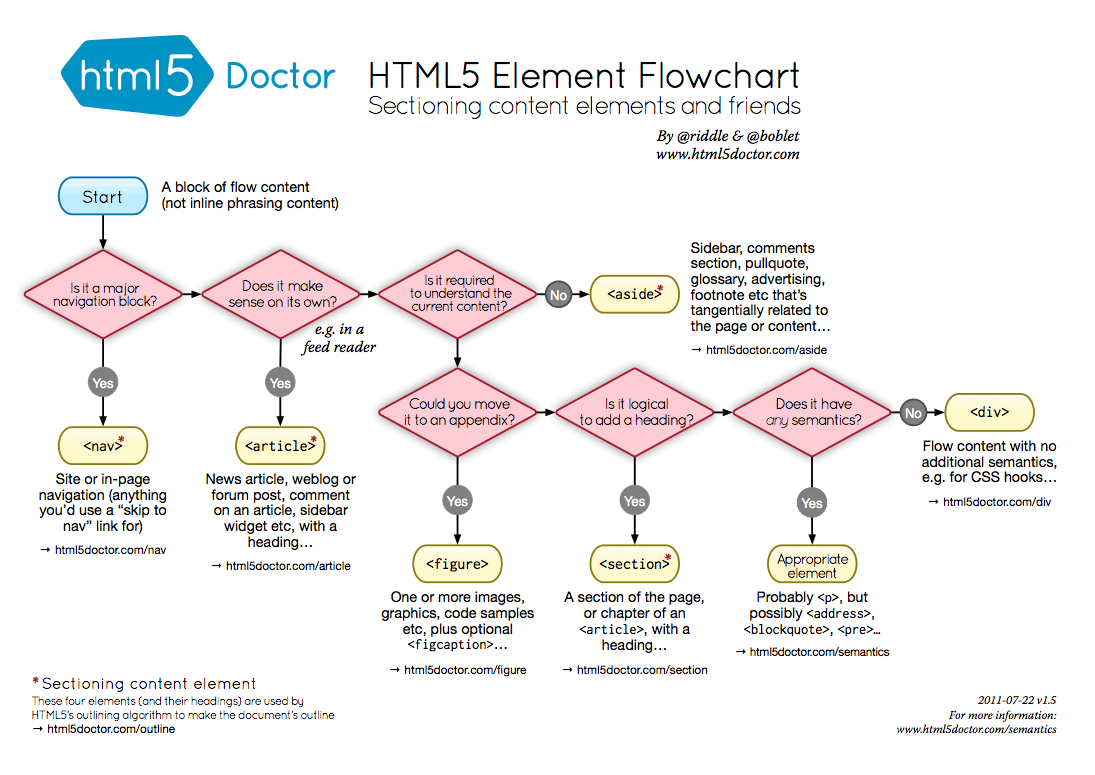 html5 Doctor
HTML5 Element Flowchart
Sectioning content elements and friends
By @riddle & @boblet
www.html5doctor.com
Start
A block of flow content
(not inline phrasing content)
Is it a major
navigation block?
Does it make
sense on its own?
e.g. in a
feed reader
Is it required
to understand the
current content?
No
<aside>*
Sidebar, comments
section, pullquote,
glossary, advertising,
footnote etc that’s
tangentially related to
the page or content…
→ html5doctor.com/aside
Yes
<nav>*
Site or in-page
navigation (anything
you’d use a “skip to
nav” link for)
→ html5doctor.com/nav
Yes
<article>*
News article, weblog or
forum post, comment
on an article, sidebar
widget etc, with a
heading…
→ html5doctor.com/article
Could you move
it to an appendix?
Is it logical
to add a heading?
Does it have
any semantics?
No
<div>
Flow content with no
additional semantics,
e.g. for CSS hooks…
→ html5doctor.com/div
Yes
<figure>
One or more images,
graphics, code samples
etc, plus optional
<figcaption>…
→ html5doctor.com/figure
Yes
<section>*
A section of the page,
or chapter of an
<article>, with a
heading…
→ html5doctor.com/section
Yes
Appropriate
element
Probably <p>, but
possibly <address>,
<blockquote>, <pre>…
→ html5doctor.com/semantics
* Sectioning content element
These four elements (and their headings) are used by
HTML5’s outlining algorithm to make the document’s outline
→ html5doctor.com/outline
2011-07-22 v1.5
For more information:
www.html5doctor.com/semantics